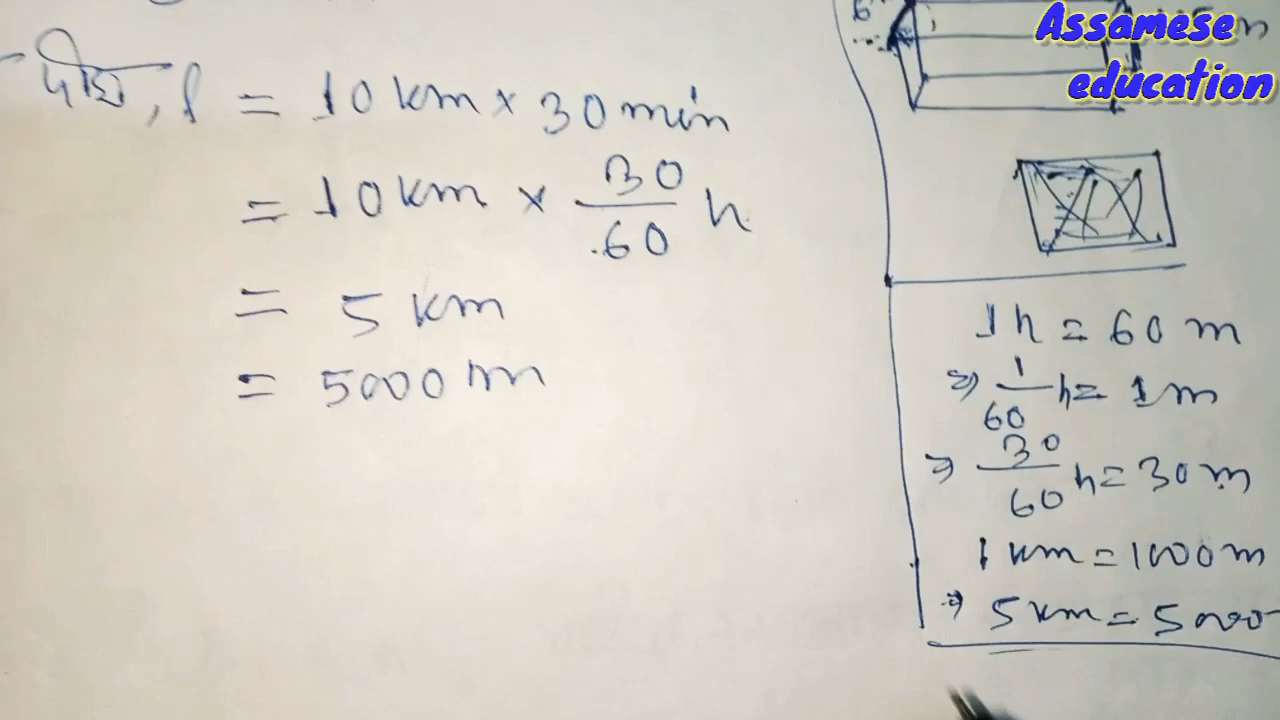 দীঘ, l = 10 km × 30 min
= 10 km × 30/60 h
= 5 km
= 5000 m
Assamese
education
1 h = 60 m
⇒ 1/60 h = 1 m
⇒ 30/60 h = 30 m
1 km = 1000 m
⇒ 5 km = 5000